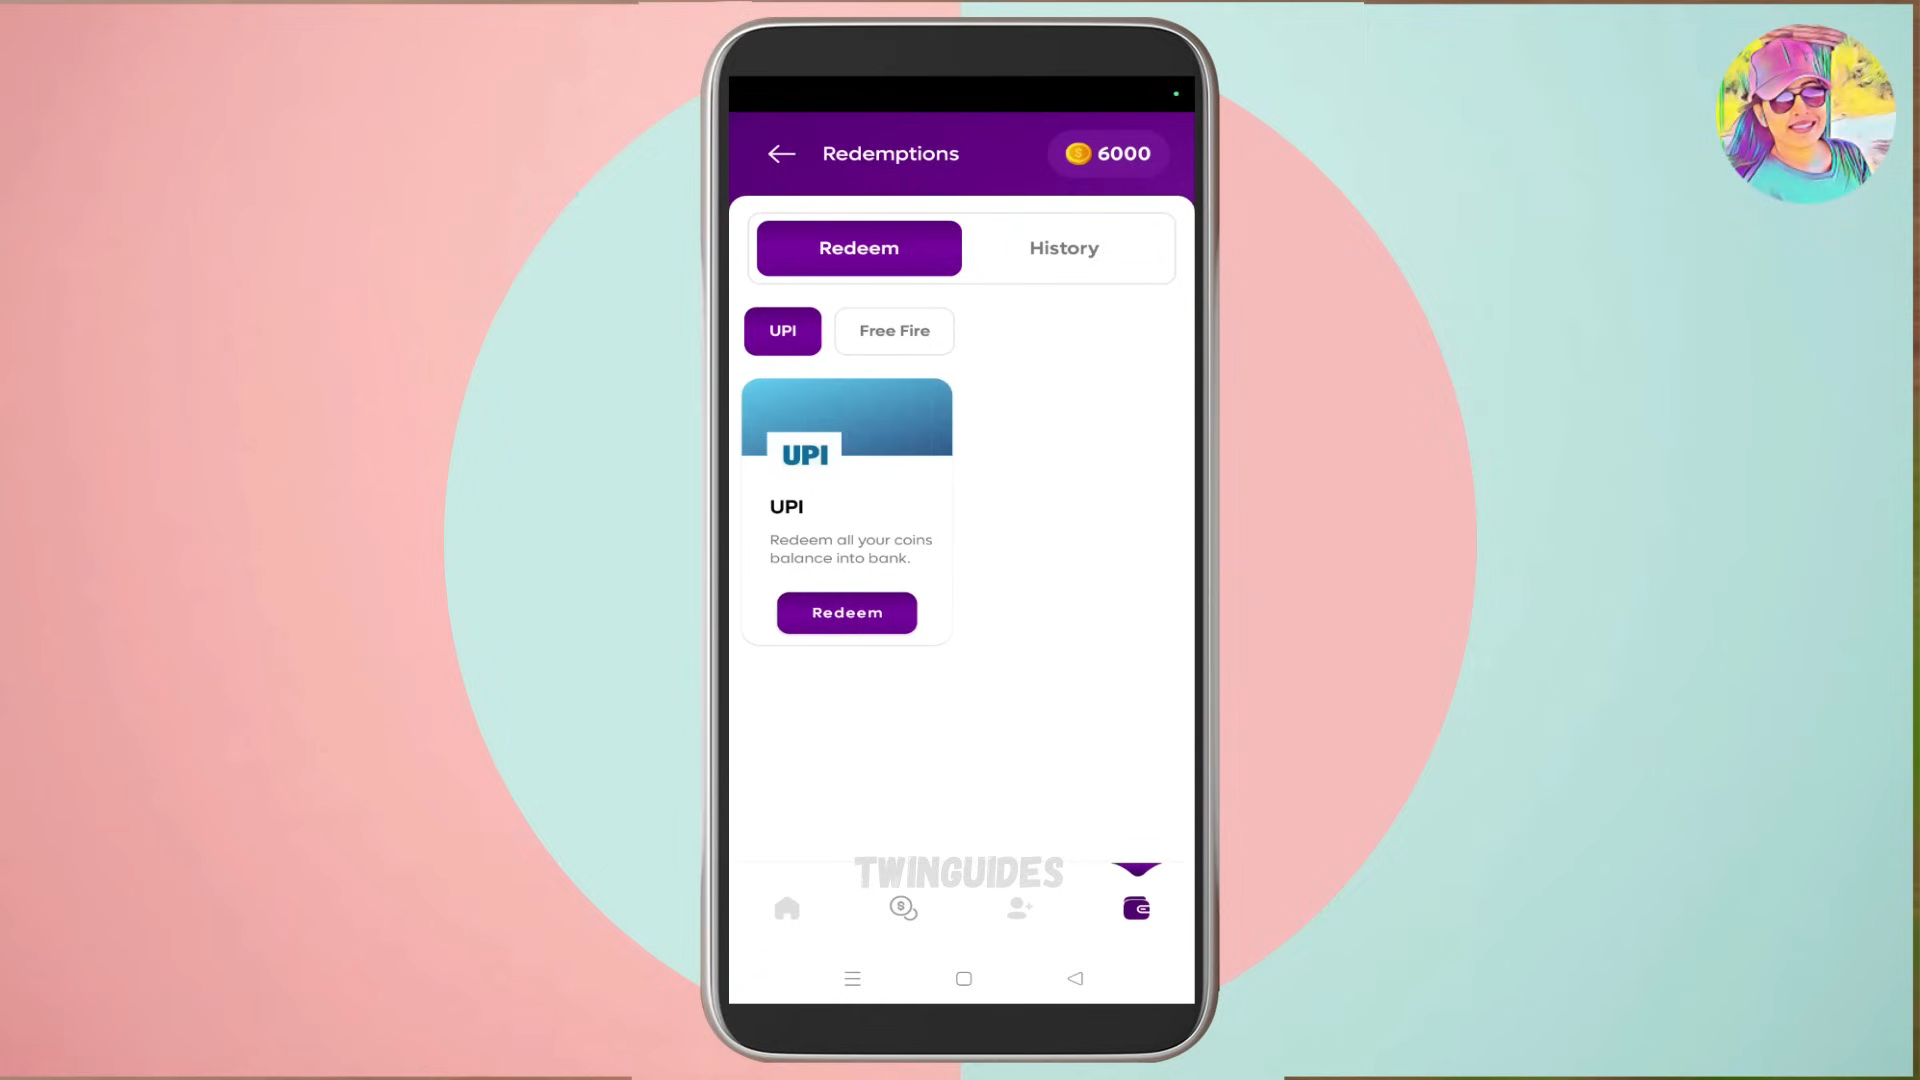 Redemptions
6000
Redeem
History
UPI
Free Fire
UPI
UPI
Redeem all your coins
balance into bank.
Redeem
TWINGUIDES